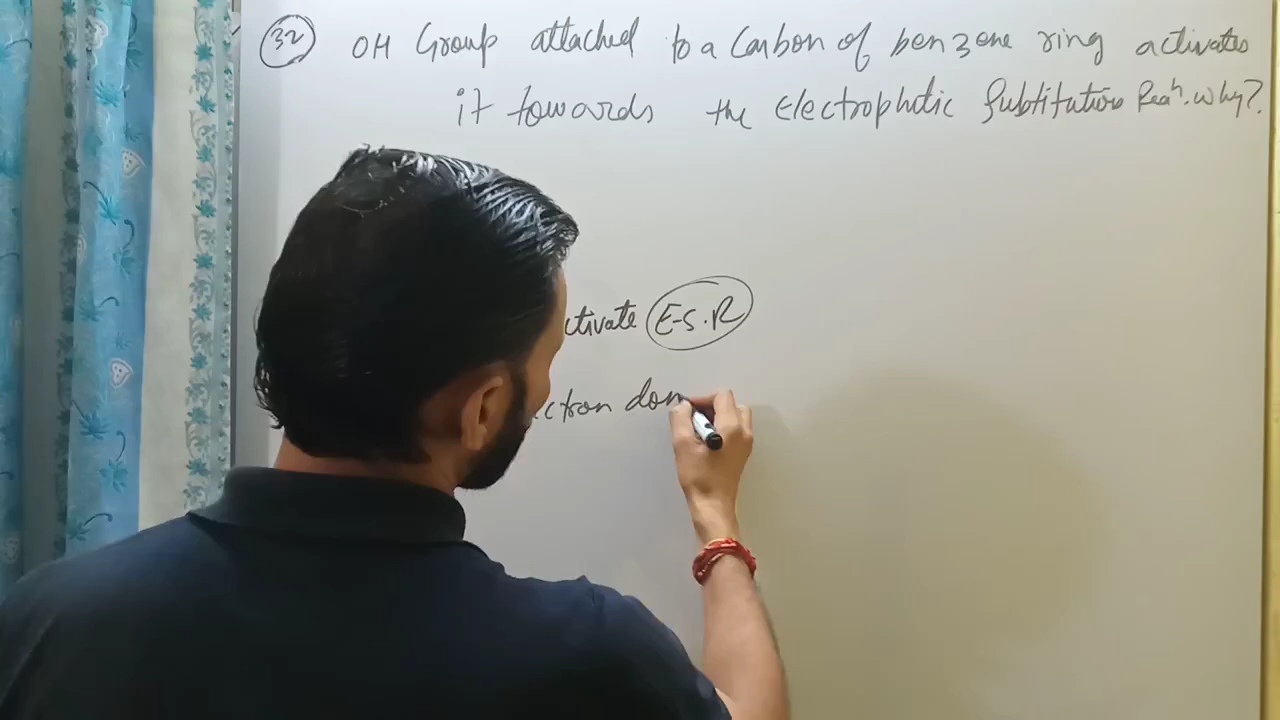 32 OH Group attached to a Carbon of benzene ring activates
it towards the Electrophilic Substitution Reaⁿ. why?
ctivate E-S.R
ctron don